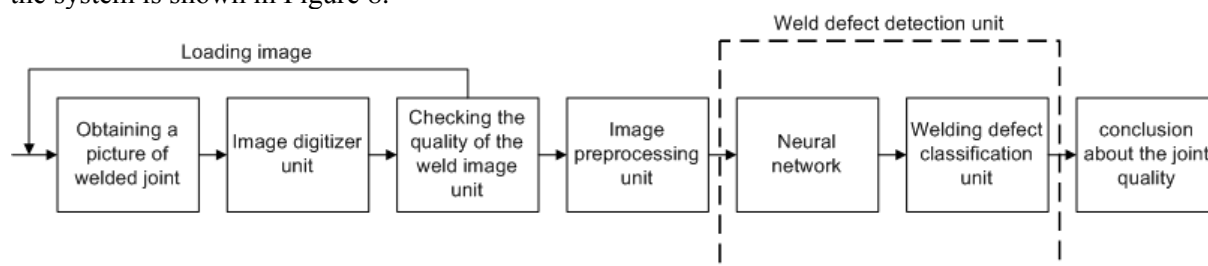 the system is shown in Figure 8.
Weld defect detection unit
Loading image
Obtaining a
picture of
welded joint
Image digitizer
unit
Checking the
quality of the
weld image
unit
Image
preprocessing
unit
Neural
network
Welding defect
classification
unit
conclusion
about the joint
quality